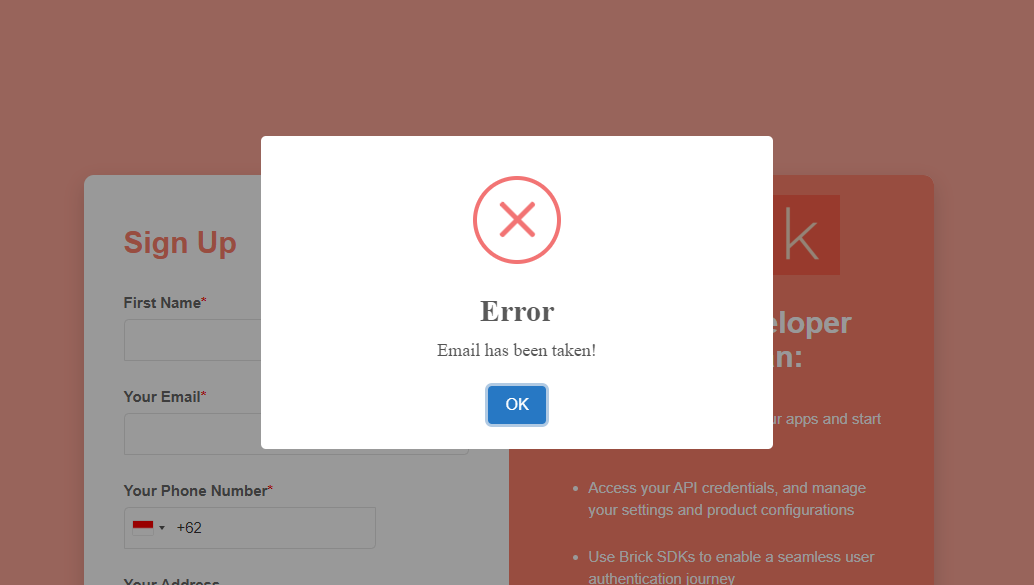 Sign Up
First Name*
Your Email*
Your Phone Number*
+62
Your Address
Error
Email has been taken!
OK
k
apps and start
Access your API credentials, and manage
your settings and product configurations
Use Brick SDKs to enable a seamless user
authentication journey